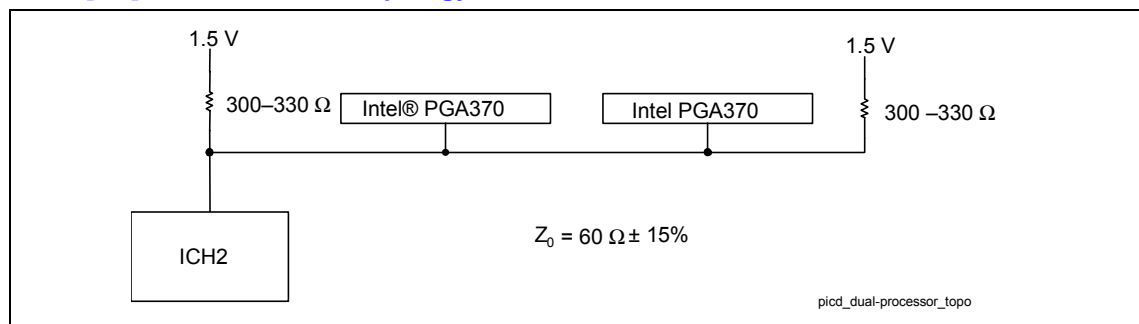 1.5 V
1.5 V
300–330 Ω
Intel® PGA370
Intel PGA370
300 –330 Ω
ICH2
Z0 = 60 Ω ± 15%
picd_dual-processor_topo